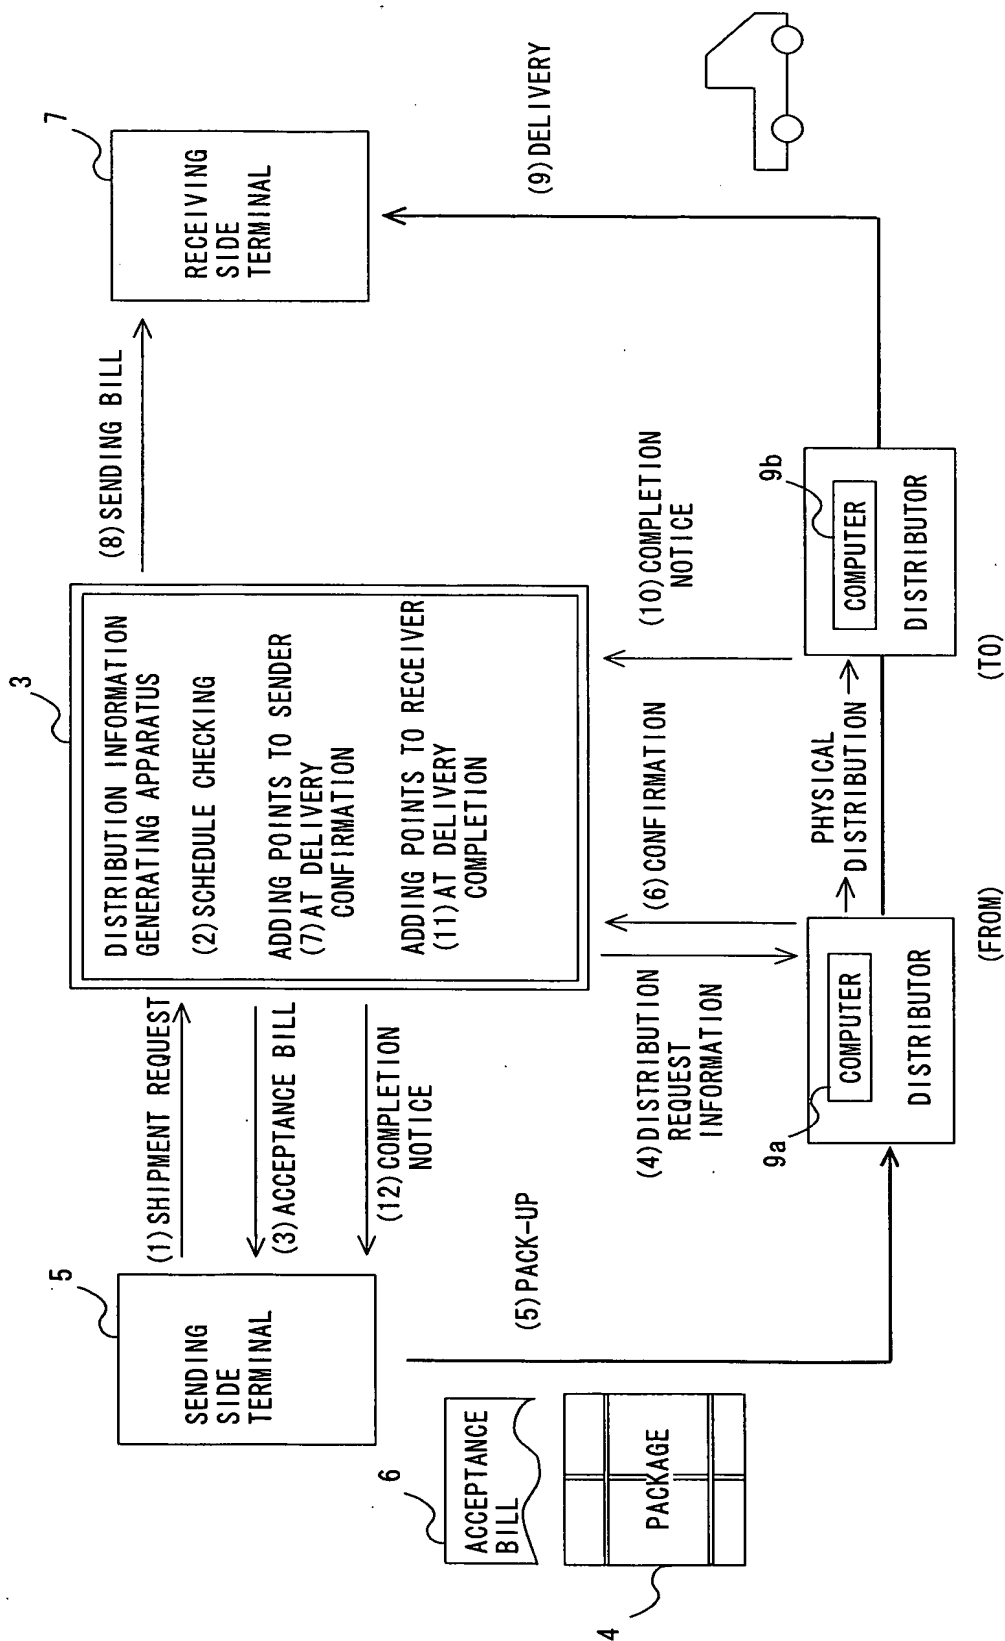 5
SENDING
SIDE
TERMINAL
(1)SHIPMENT REQUEST
(3)ACCEPTANCE BILL
(12)COMPLETION
NOTICE
3
DISTRIBUTION INFORMATION
GENERATING APPARATUS
(2)SCHEDULE CHECKING
ADDING POINTS TO SENDER
(7)AT DELIVERY
CONFIRMATION
ADDING POINTS TO RECEIVER
(11)AT DELIVERY
COMPLETION
(8)SENDING BILL
7
RECEIVING
SIDE
TERMINAL
6
ACCEPTANCE
BILL
4
PACKAGE
(5)PACK-UP
(4)DISTRIBUTION
REQUEST
INFORMATION
(6)CONFIRMATION
(10)COMPLETION
NOTICE
(9)DELIVERY
9a
COMPUTER
DISTRIBUTOR
(FROM)
PHYSICAL
DISTRIBUTION
9b
COMPUTER
DISTRIBUTOR
(TO)